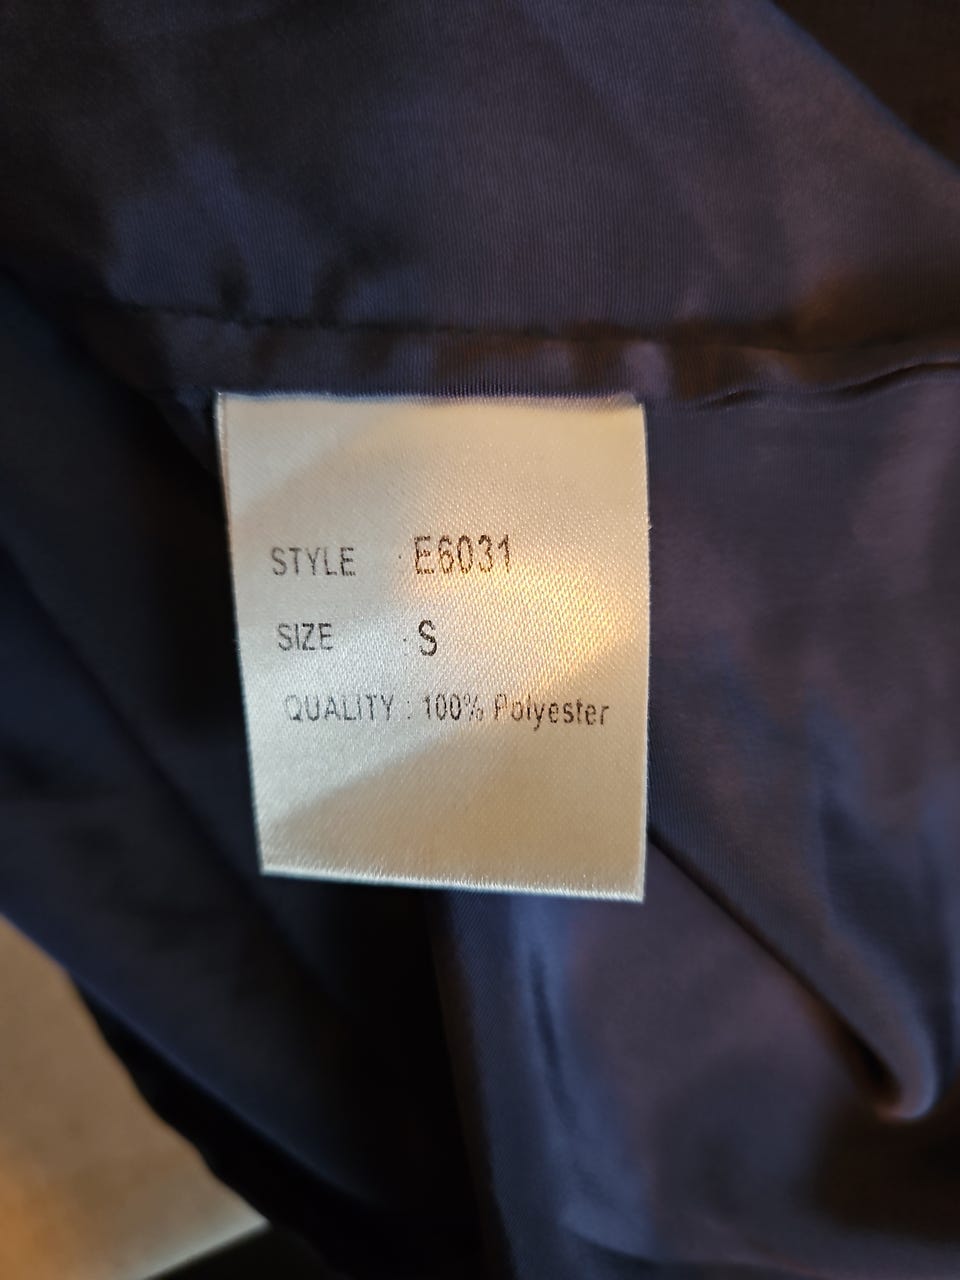 STYLE : E6031
SIZE : S
QUALITY : 100% Polyester